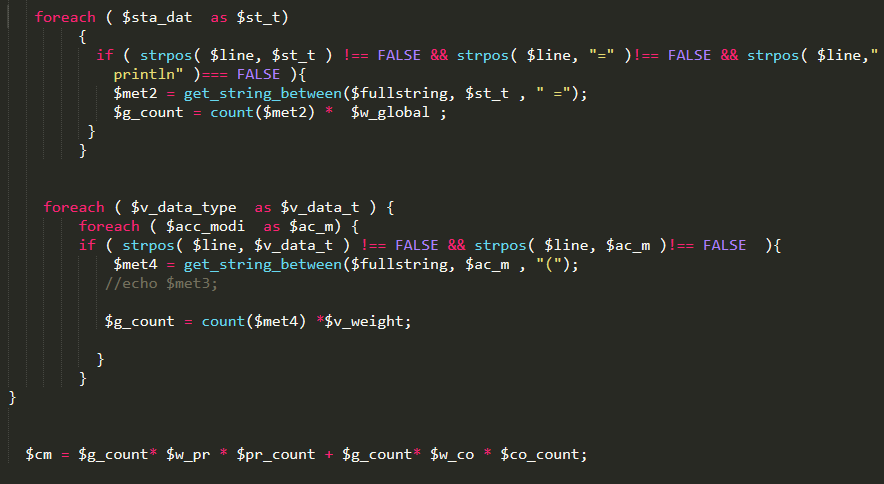 foreach ( $sta_dat  as $st_t)
{
if ( strpos( $line, $st_t ) !== FALSE && strpos( $line, "=" )!== FALSE && strpos( $line,"
println" )=== FALSE ){
$met2 = get_string_between($fullstring, $st_t , " =");
$g_count = count($met2) *  $w_global ;
}
}
foreach ( $v_data_type  as $v_data_t ) {
foreach ( $acc_modi  as $ac_m) {
if ( strpos( $line, $v_data_t ) !== FALSE && strpos( $line, $ac_m )!== FALSE  ){
$met4 = get_string_between($fullstring, $ac_m , "(");
//echo $met3;
$g_count = count($met4) *$v_weight;
}
}
}
$cm = $g_count* $w_pr * $pr_count + $g_count* $w_co * $co_count;